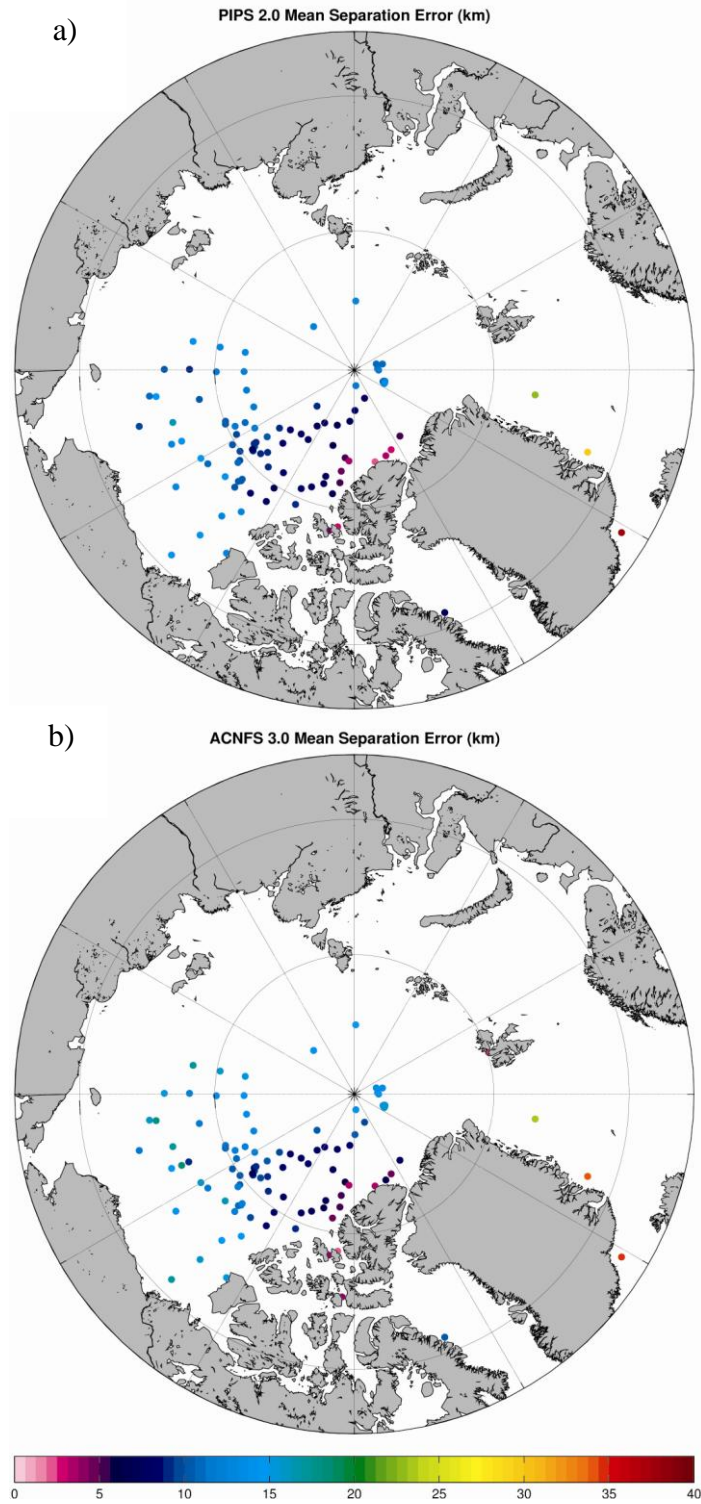 a)
PIPS 2.0 Mean Separation Error (km)
b)
ACNFS 3.0 Mean Separation Error (km)
0 5 10 15 20 25 30 35 40